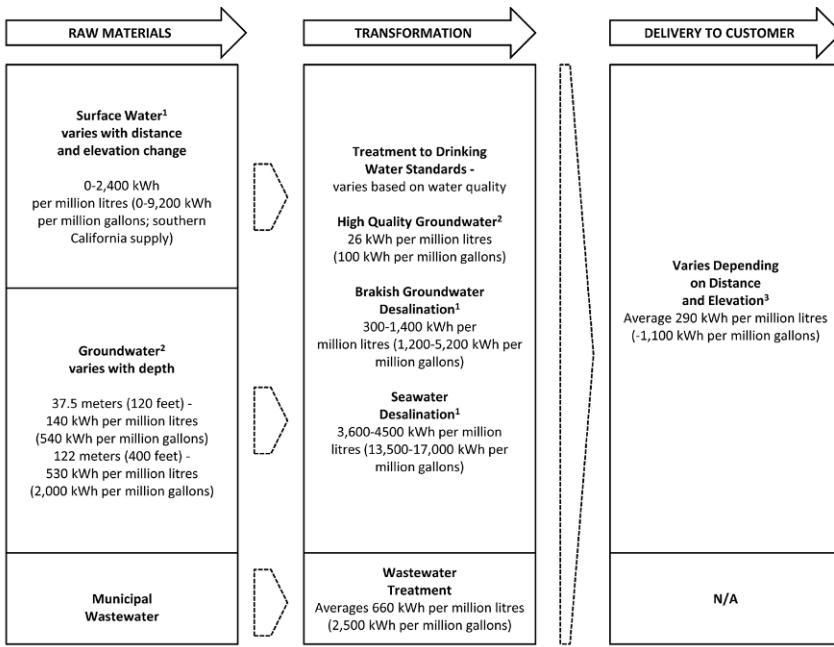 RAW MATERIALS
TRANSFORMATION
DELIVERY TO CUSTOMER
Surface Water¹
varies with distance
and elevation change
0-2,400 kWh
per million litres (0-9,200 kWh
per million gallons; southern
California supply)
Groundwater²
varies with depth
37.5 meters (120 feet) -
140 kWh per million litres
(540 kWh per million gallons)
122 meters (400 feet) -
530 kWh per million litres
(2,000 kWh per million gallons)
Municipal
Wastewater
Treatment to Drinking
Water Standards -
varies based on water quality
High Quality Groundwater²
26 kWh per million litres
(100 kWh per million gallons)
Brakish Groundwater
Desalination¹
300-1,400 kWh per
million litres (1,200-5,200 kWh per
million gallons)
Seawater
Desalination¹
3,600-4500 kWh per million
litres (13,500-17,000 kWh per
million gallons)
Wastewater
Treatment
Averages 660 kWh per million litres
(2,500 kWh per million gallons)
Varies Depending
on Distance
and Elevation³
Average 290 kWh per million litres
(-1,100 kWh per million gallons)
N/A